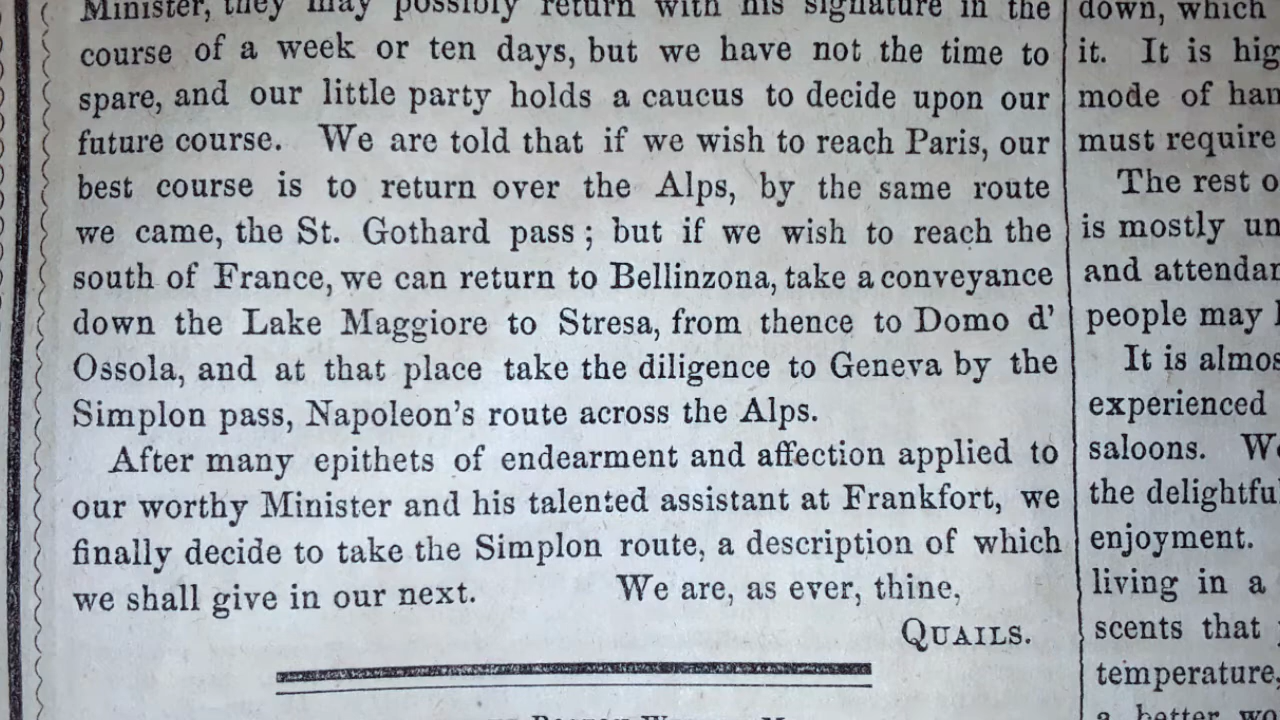 Minister, they may possibly return with his signature in the
course of a week or ten days, but we have not the time to
spare, and our little party holds a caucus to decide upon our
future course. We are told that if we wish to reach Paris, our
best course is to return over the Alps, by the same route
we came, the St. Gothard pass; but if we wish to reach the
south of France, we can return to Bellinzona, take a conveyance
down the Lake Maggiore to Stresa, from thence to Domo d'
Ossola, and at that place take the diligence to Geneva by the
Simplon pass, Napoleon's route across the Alps.
After many epithets of endearment and affection applied to
our worthy Minister and his talented assistant at Frankfort, we
finally decide to take the Simplon route, a description of which
we shall give in our next. We are, as ever, thine,
QUAILS.
down, which
it. It is hig
mode of han
must require
The rest o
is mostly un
and attendan
people may
It is almos
experienced
saloons. We
the delightful
enjoyment.
living in a
scents that
temperature,
a better wo